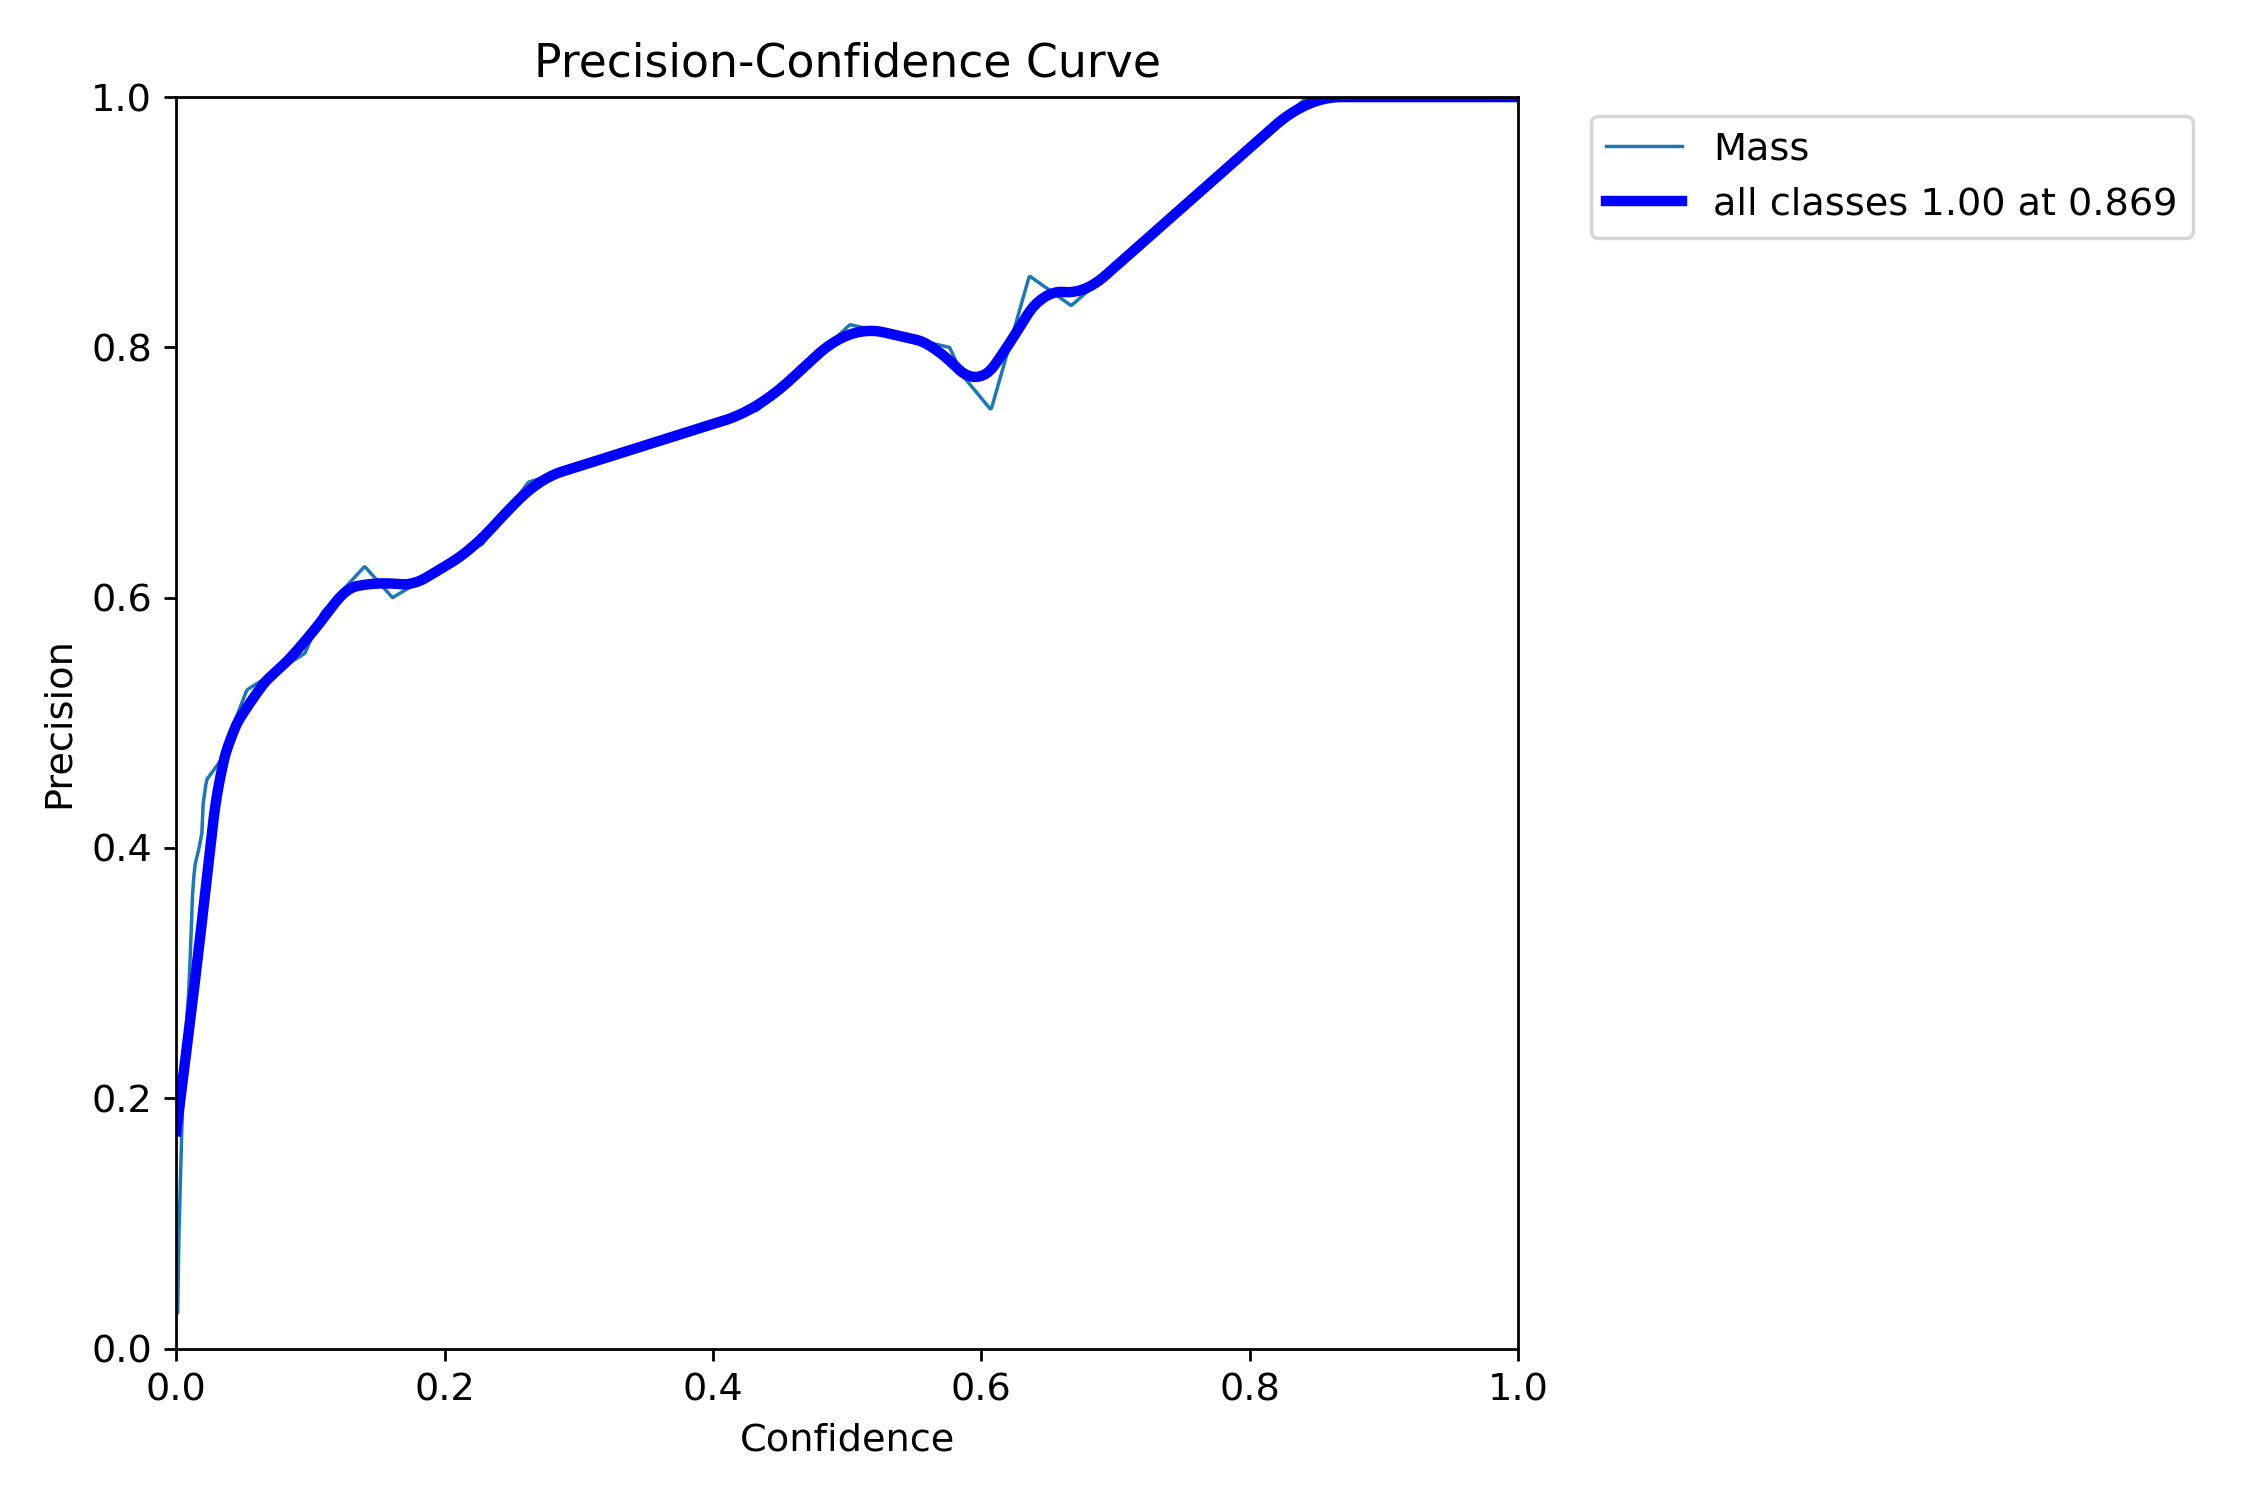 Precision-Confidence Curve
Mass
all classes 1.00 at 0.869
Precision
1.0
0.8
0.6
0.4
0.2
0.0
0.0 0.2 0.4 0.6 0.8 1.0
Confidence